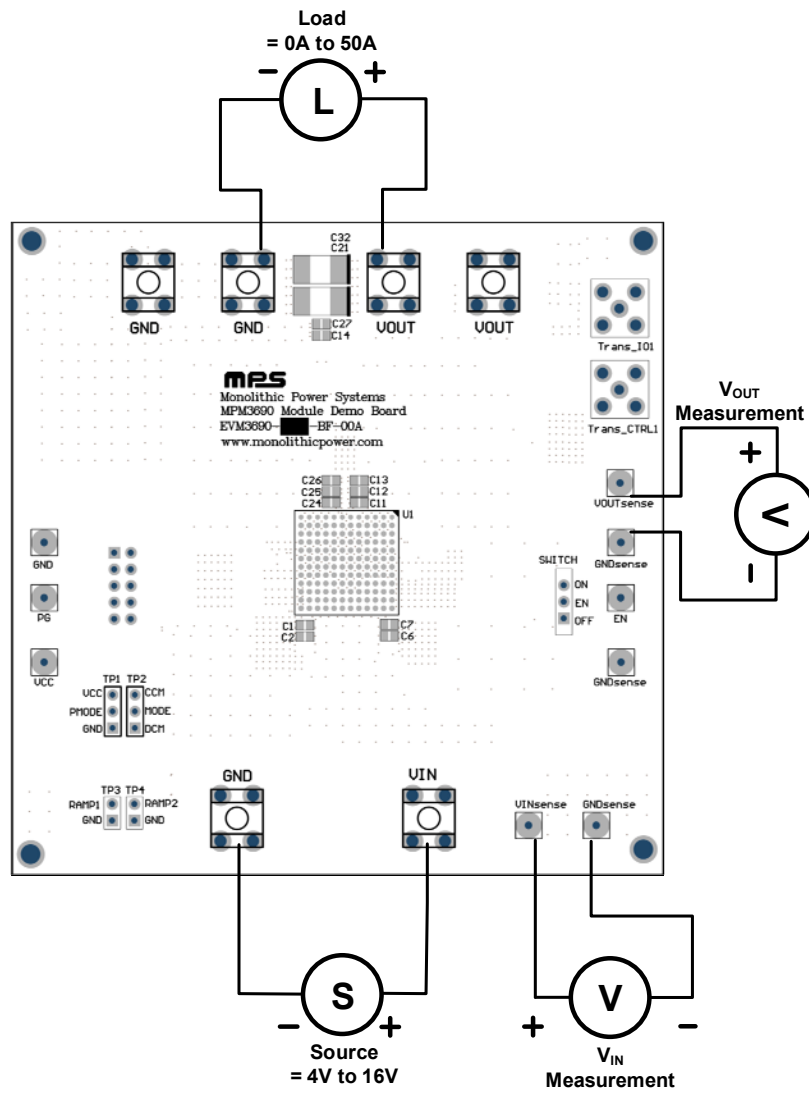 Load
= 0A to 50A
− +
L
C32
C21
GND
GND
VOUT
VOUT
C27
C14
Trans_IO1
MPS
Monolithic Power Systems
MPM3690 Module Demo Board
EVM3690- -BF-00A
www.monolithicpower.com
Trans_CTRL1
VOUT
Measurement
+
V
−
VOUTsense
C26 C13
C25 C12
C24 C11
U1
GND
GNDsense
SWITCH
ON
EN
OFF
PG
EN
C1 C7
C2 C6
VCC
GNDsense
TP1 TP2
VCC CCM
PMODE MODE
GND DCM
GND
VIN
TP3 TP4
RAMP1 RAMP2
GND GND
VINsense
GNDsense
S
− +
Source
= 4V to 16V
V
+ −
VIN
Measurement